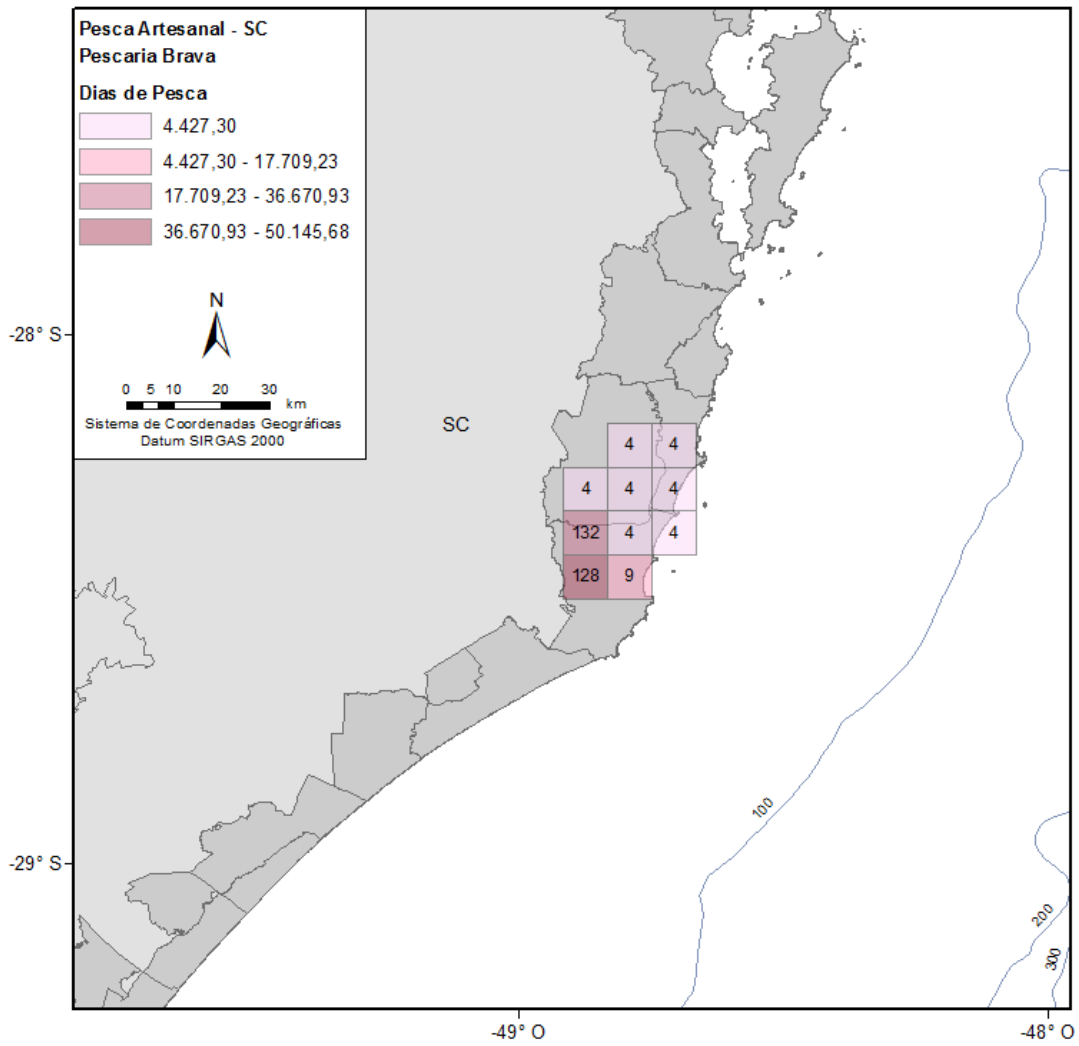 Pesca Artesanal - SC
Pescaria Brava
Dias de Pesca
4.427,30
4.427,30 - 17.709,23
17.709,23 - 36.670,93
36.670,93 - 50.145,68
N
0 5 10 20 30
km
Sistema de Coordenadas Geográficas
Datum SIRGAS 2000
-28° S
SC
4 4
4 4 4
132 4 4
128 9
100
-29° S
200
300
-49° O
-48° O